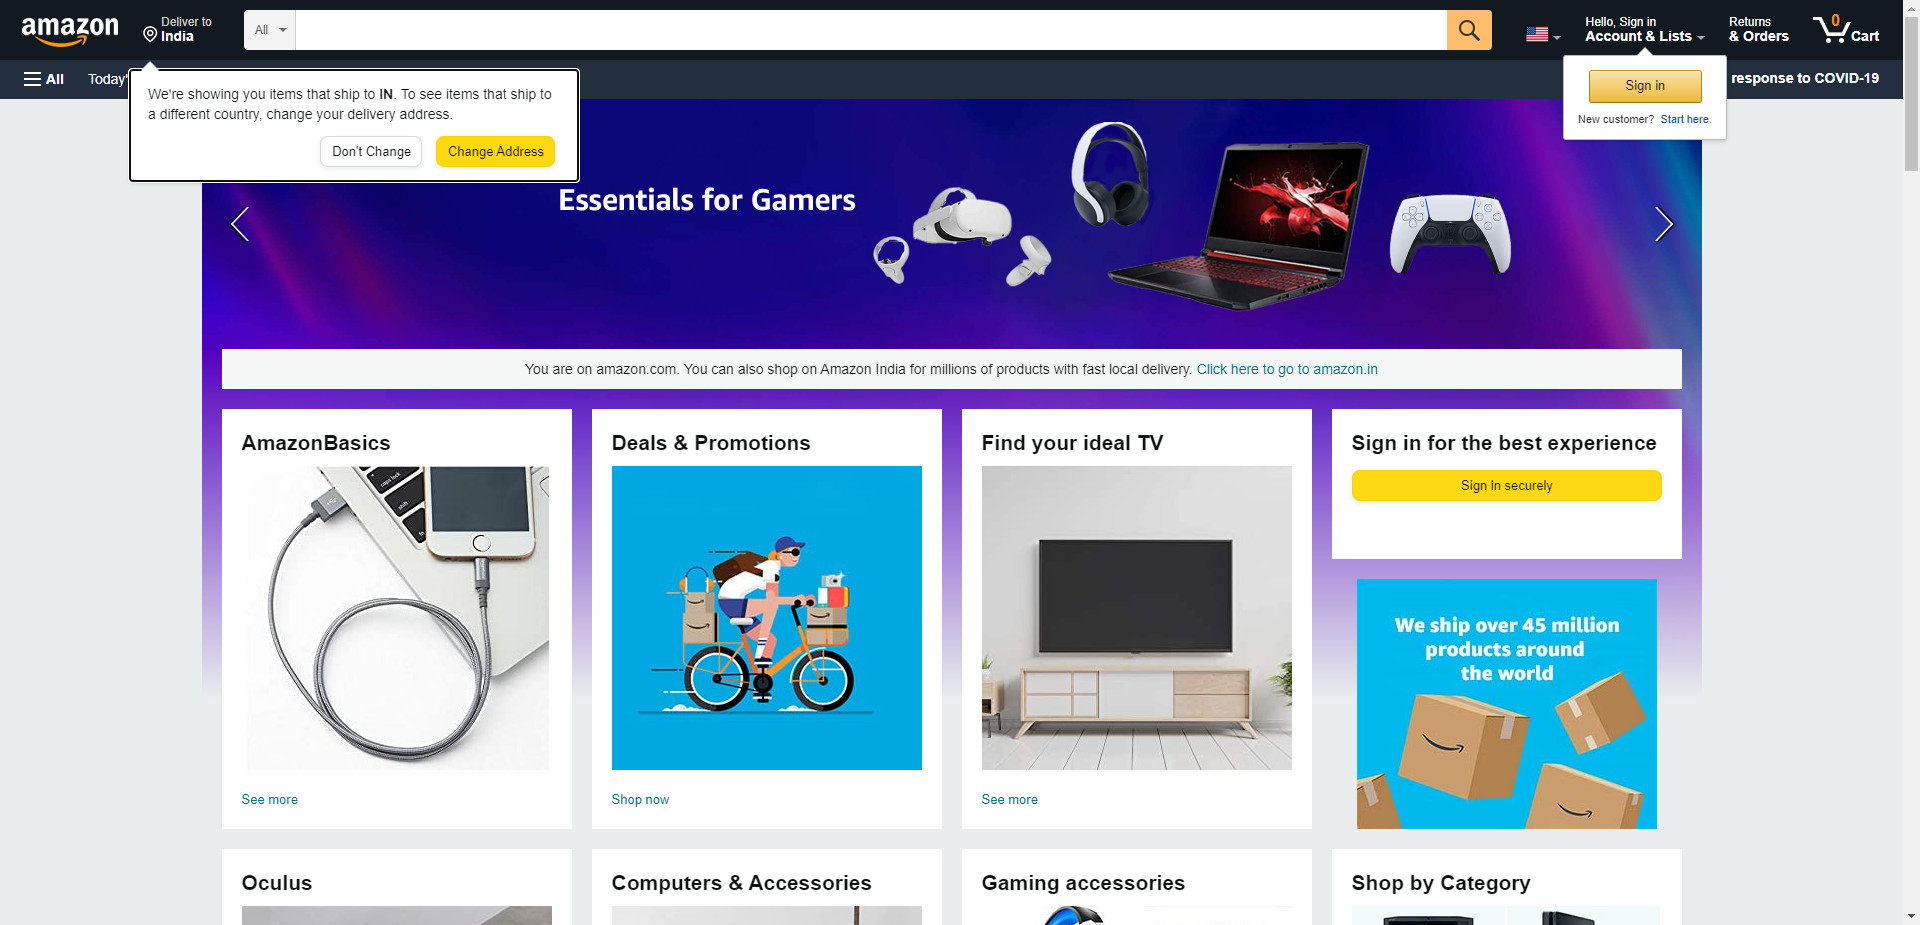 amazon
Deliver to
India
All
Hello, Sign in
Account & Lists
Returns
& Orders
0
Cart
All
Today'
response to COVID-19
We're showing you items that ship to IN. To see items that ship to
a different country, change your delivery address.
Don't Change
Change Address
Sign in
New customer? Start here.
Essentials for Gamers
You are on amazon.com. You can also shop on Amazon India for millions of products with fast local delivery. Click here to go to amazon.in
AmazonBasics
caps lock
shift
See more
Deals & Promotions
Shop now
Find your ideal TV
See more
Sign in for the best experience
Sign in securely
We ship over 45 million
products around
the world
Oculus
Computers & Accessories
Gaming accessories
Shop by Category